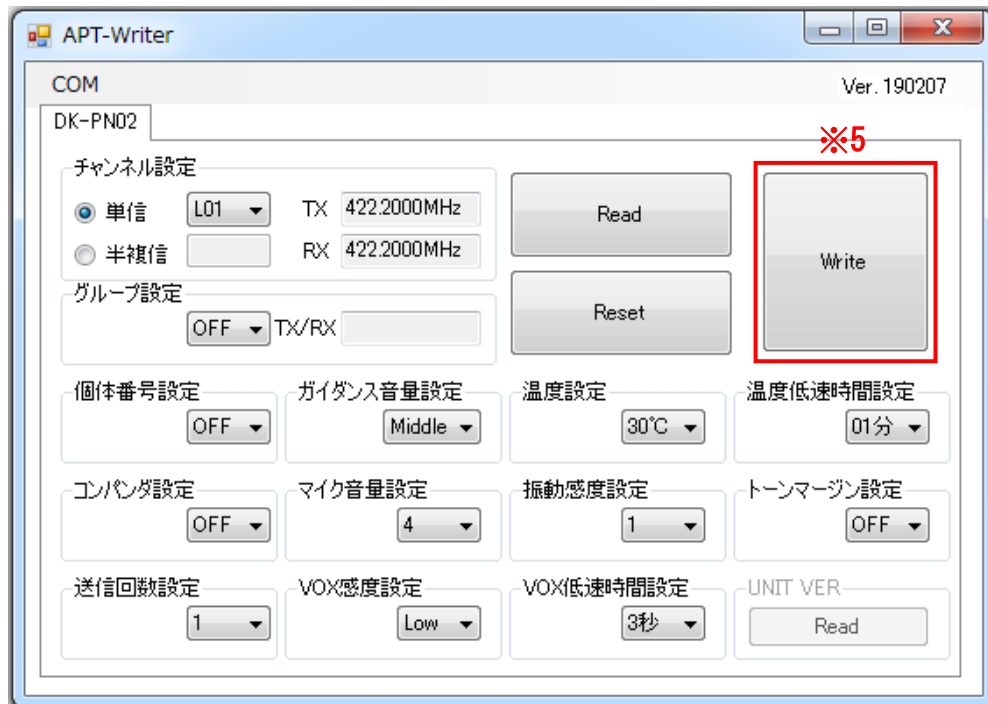 APT-Writer
COM
Ver. 190207
DK-PN02
※5
チャンネル設定
単信 L01 TX 422.2000MHz
半複信 RX 422.2000MHz
Read
Write
グループ設定
OFF TX/RX
Reset
個体番号設定 ガイダンス音量設定 温度設定 温度低速時間設定
OFF Middle 30℃ 01分
コンパンダ設定 マイク音量設定 振動感度設定 トーンマージン設定
OFF 4 1 OFF
送信回数設定 VOX感度設定 VOX低速時間設定 UNIT VER
1 Low 3秒 Read